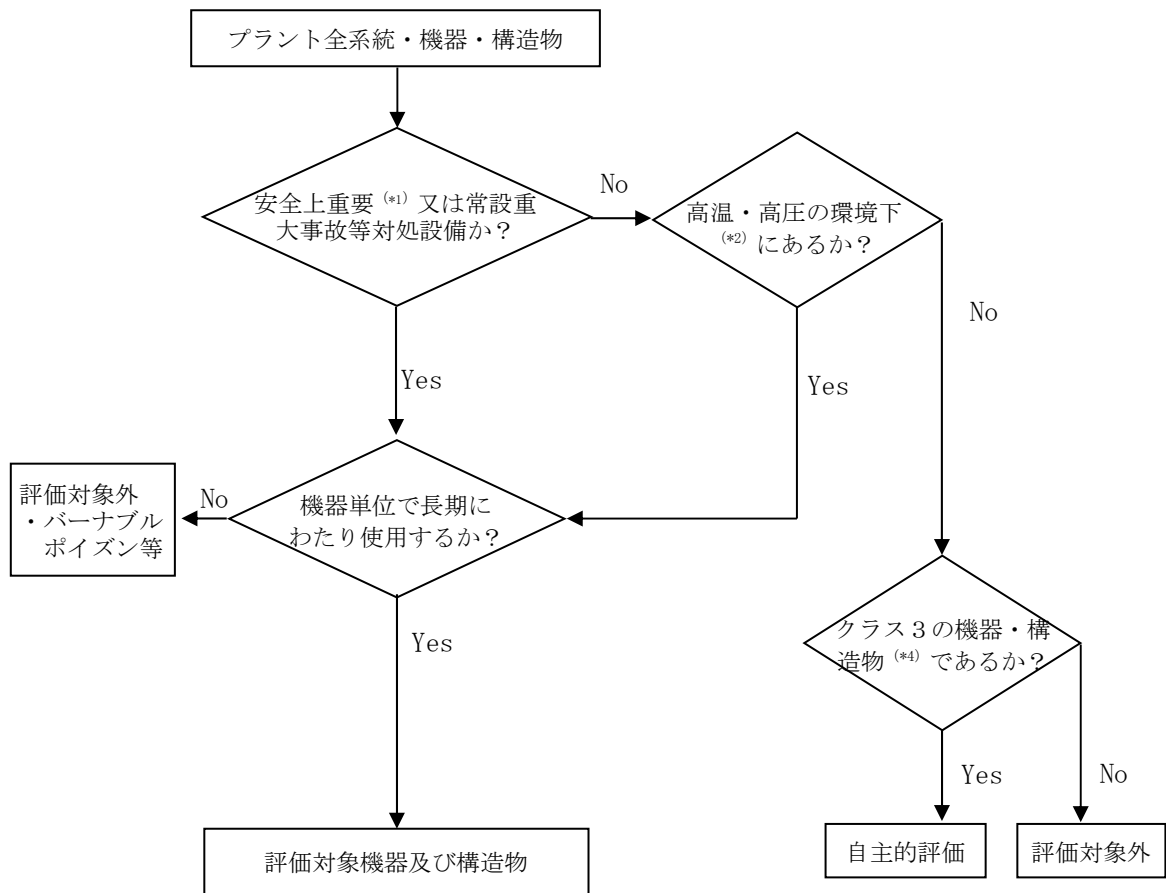 プラント全系統・機器・構造物
安全上重要(*1)又は常設重
大事故等対処設備か?
No
高温・高圧の環境下
(*2)にあるか?
No
Yes
Yes
評価対象外
・バーナブル
ポイズン等
No
機器単位で長期に
わたり使用するか?
Yes
クラス3の機器・構
造物(*4)であるか?
Yes
No
評価対象機器及び構造物
自主的評価
評価対象外